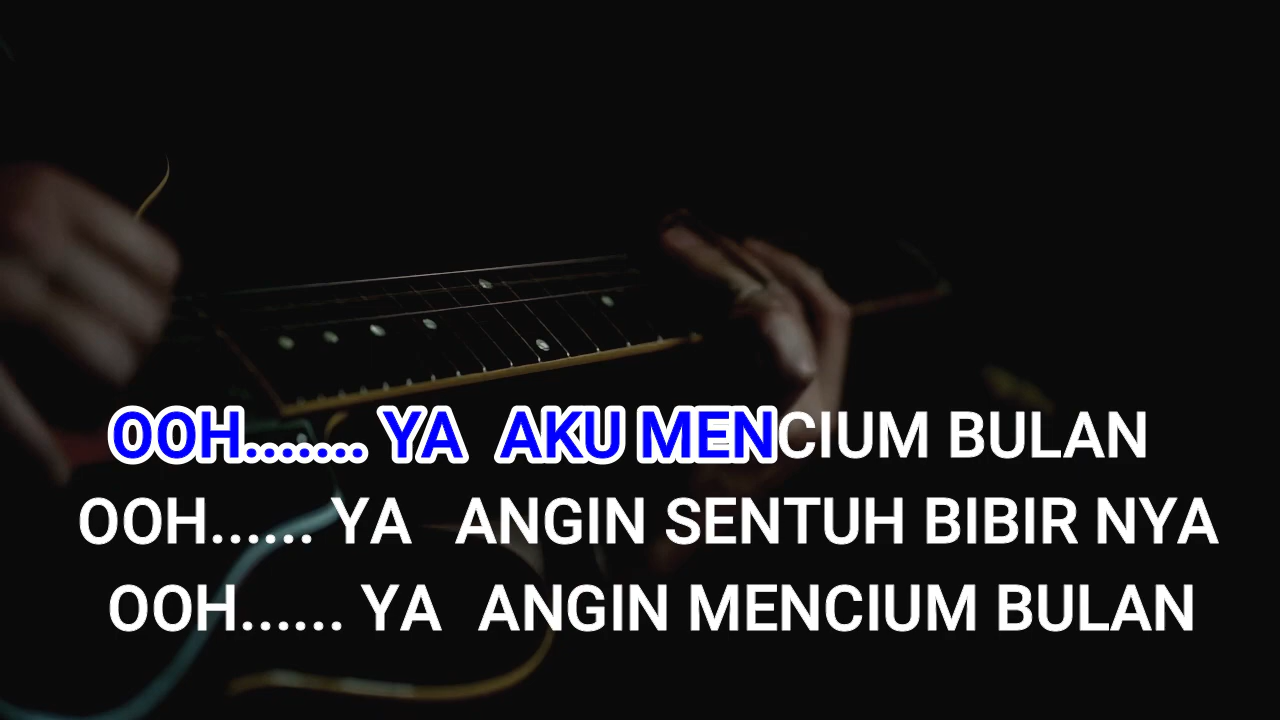 OOH....... YA AKU MENCIUM BULAN
OOH...... YA ANGIN SENTUH BIBIR NYA
OOH...... YA ANGIN MENCIUM BULAN